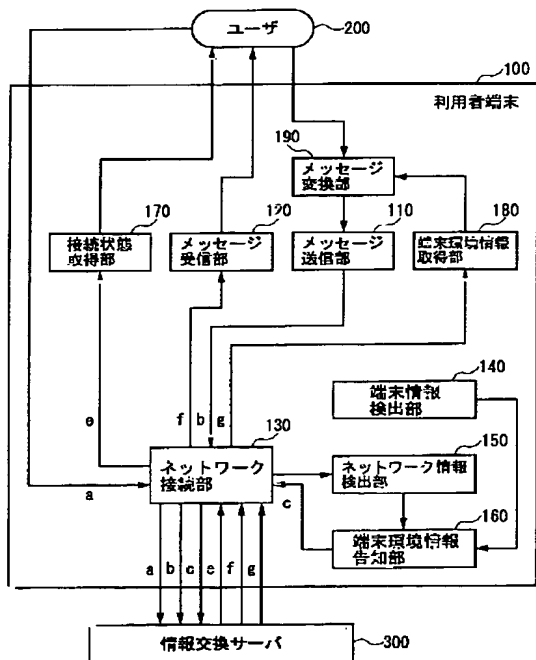 ユーザ
200
100
利用者端末
190
メッセージ
変換部
170
190
110
180
接続状態
取得部
メッセージ
受信部
メッセージ
送信部
端末環境情報
取得部
140
端末情報
検出部
e
f
b
g
130
150
ネットワーク
接続部
ネットワーク情報
検出部
a
c
160
端末環境情報
告知部
a
b
c
e
f
g
情報交換サーバ
300